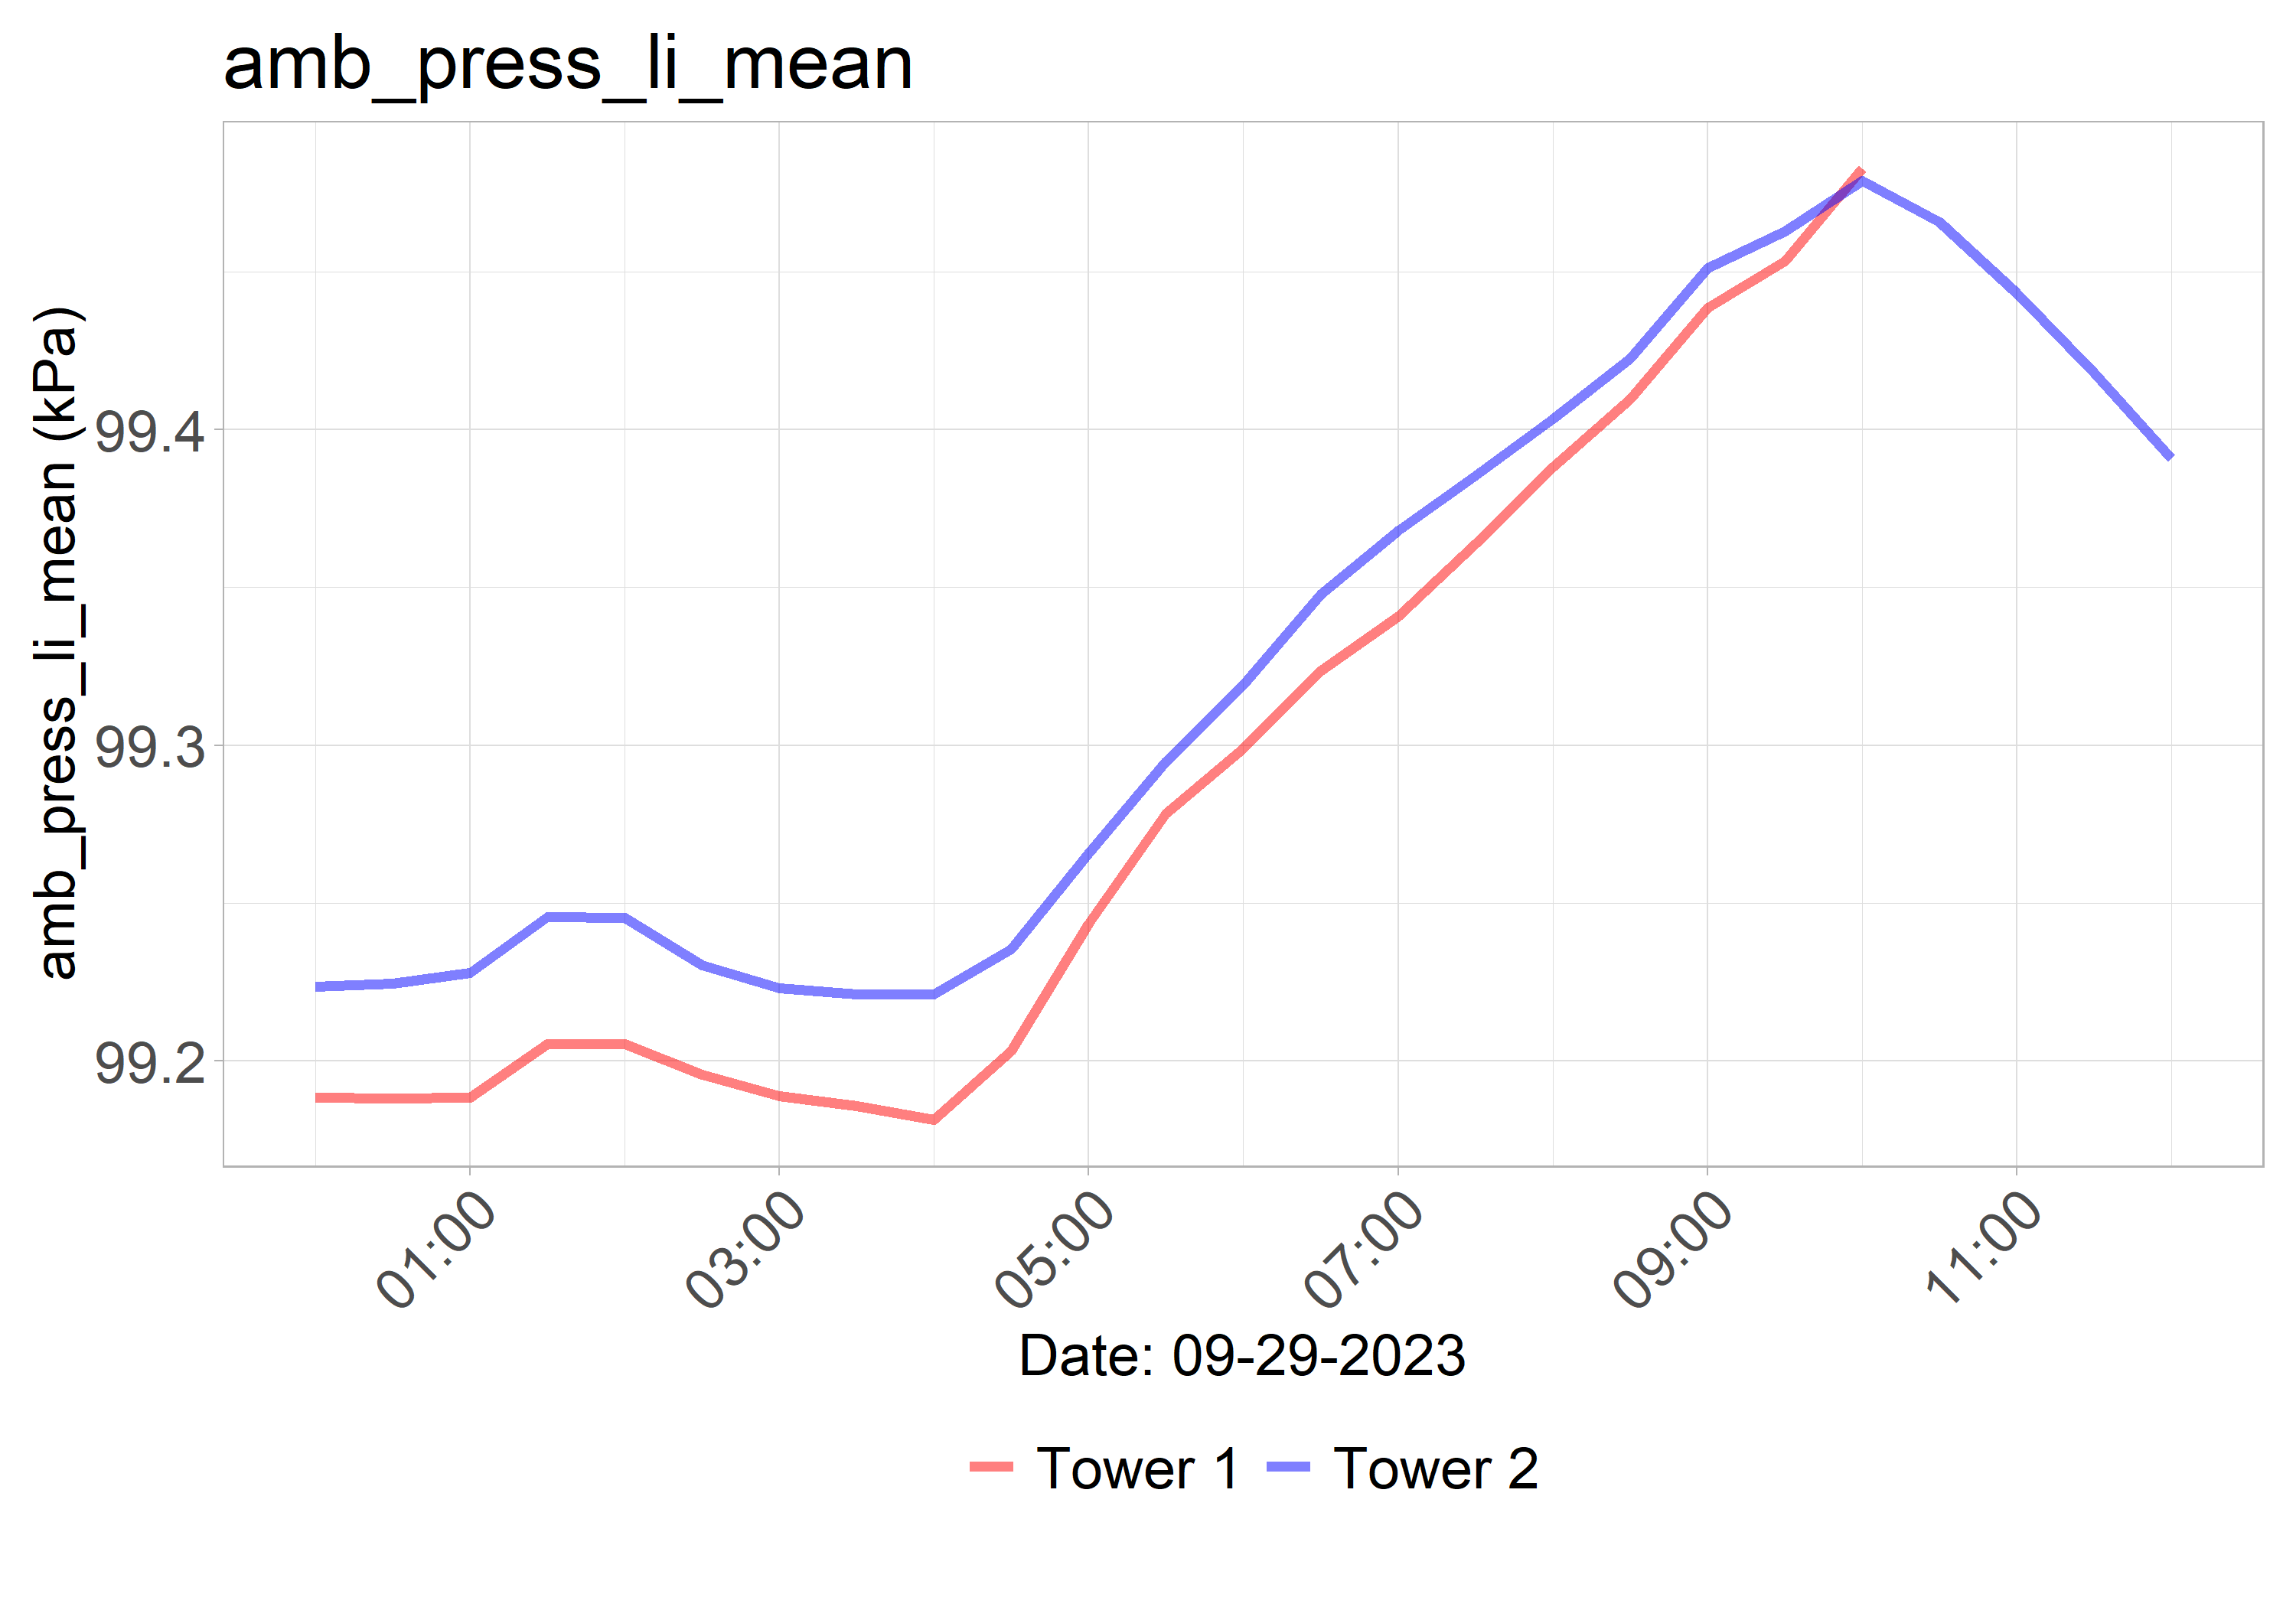 amb_press_li_mean
amb_press_li_mean (kPa)
99.4
99.3
99.2
01:00 03:00 05:00 07:00 09:00 11:00
Date: 09-29-2023
Tower 1 Tower 2